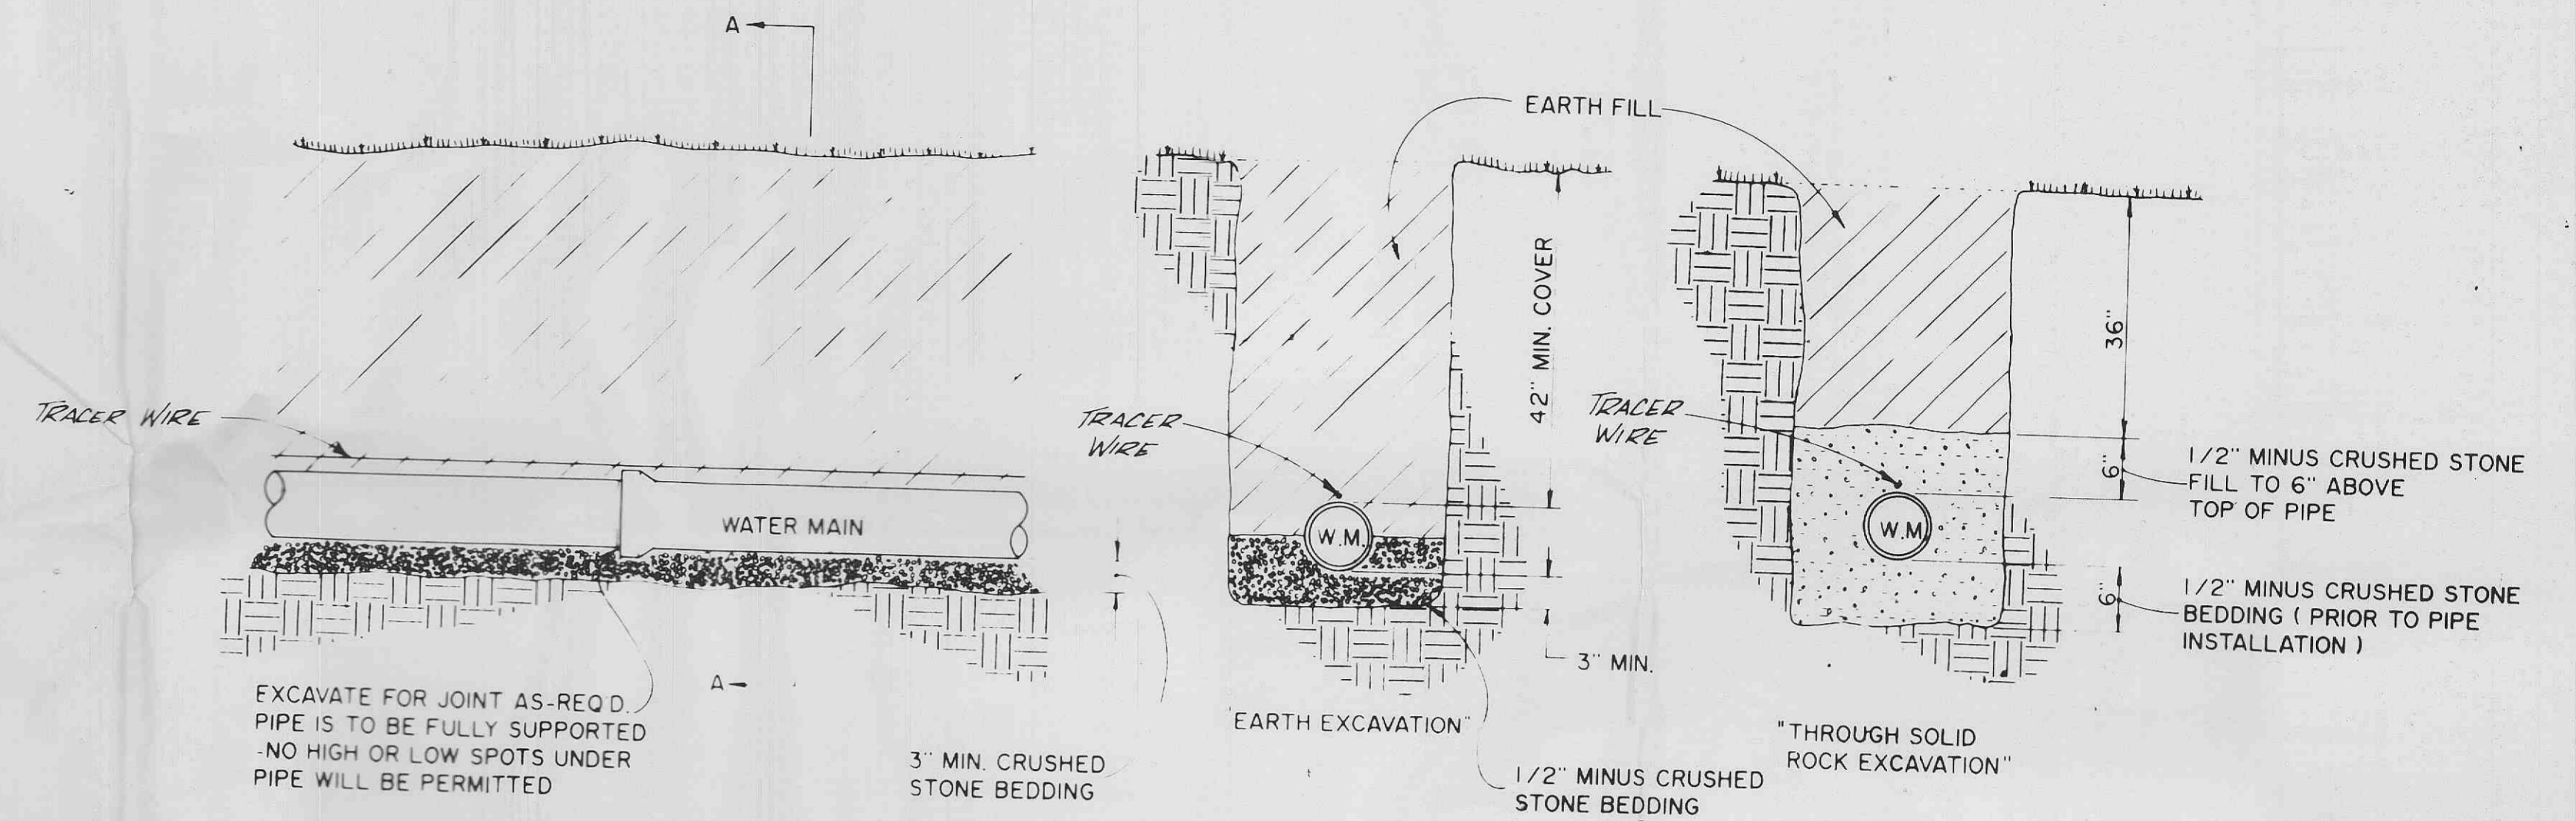 A
EARTH FILL
TRACER WIRE
WATER MAIN
EXCAVATE FOR JOINT AS-REQ'D.
PIPE IS TO BE FULLY SUPPORTED
-NO HIGH OR LOW SPOTS UNDER
PIPE WILL BE PERMITTED
A
3" MIN. CRUSHED
STONE BEDDING
TRACER
WIRE
W.M.
42" MIN. COVER
3" MIN.
"EARTH EXCAVATION"
1/2" MINUS CRUSHED
STONE BEDDING
TRACER
WIRE
W.M.
36"
6"
1/2" MINUS CRUSHED STONE
FILL TO 6" ABOVE
TOP OF PIPE
6"
1/2" MINUS CRUSHED STONE
BEDDING ( PRIOR TO PIPE
INSTALLATION )
"THROUGH SOLID
ROCK EXCAVATION"